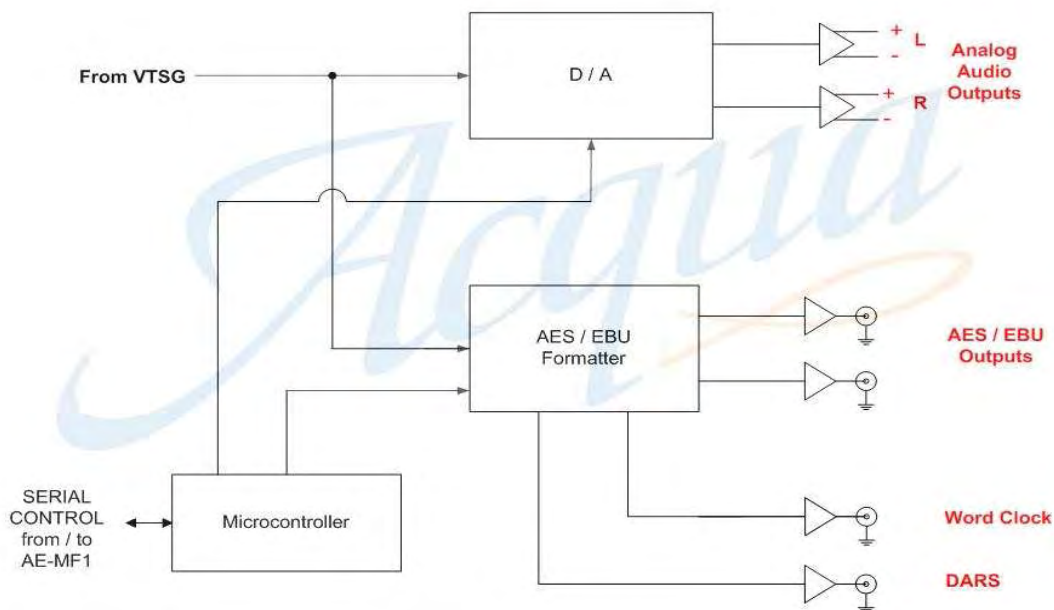 From VTSG
D / A
+ L
-
+
R
-
Analog
Audio
Outputs
AES / EBU
Formatter
AES / EBU
Outputs
SERIAL
CONTROL
from / to
AE-MF1
Microcontroller
Word Clock
DARS
Acqua